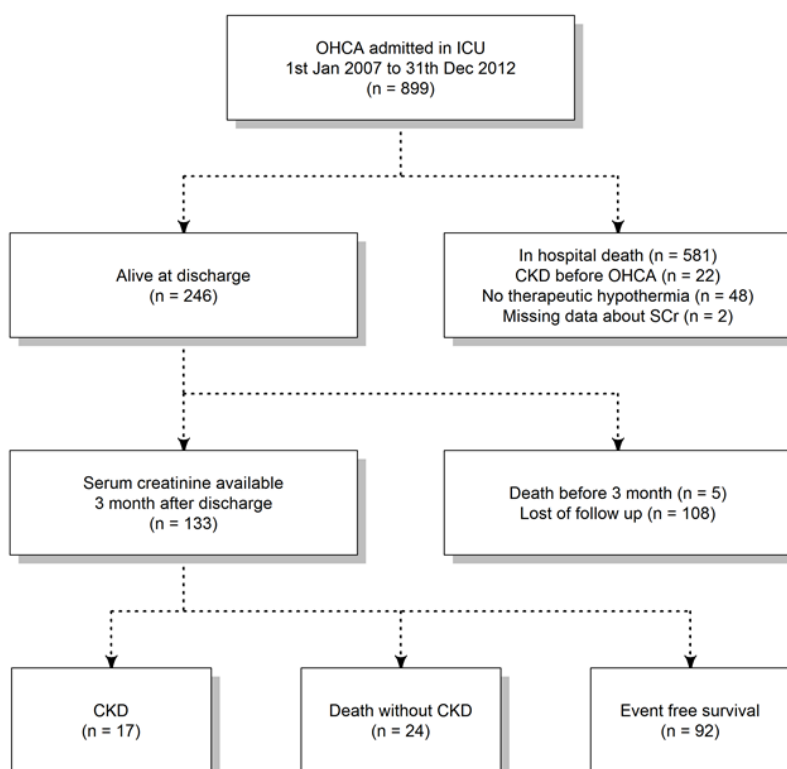 OHCA admitted in ICU
1st Jan 2007 to 31th Dec 2012
(n = 899)
Alive at discharge
(n = 246)
In hospital death (n = 581)
CKD before OHCA (n = 22)
No therapeutic hypothermia (n = 48)
Missing data about SCr (n = 2)
Serum creatinine available
3 month after discharge
(n = 133)
Death before 3 month (n = 5)
Lost of follow up (n = 108)
CKD
(n = 17)
Death without CKD
(n = 24)
Event free survival
(n = 92)